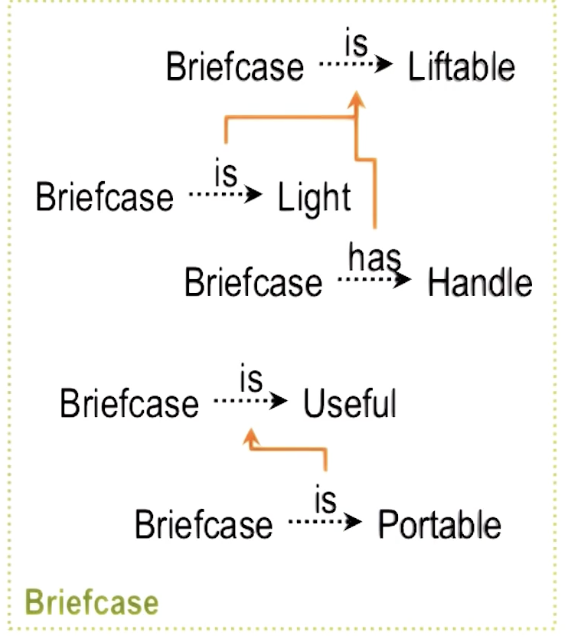 Briefcase is Liftable
Briefcase is Light
Briefcase has Handle
Briefcase is Useful
Briefcase is Portable
Briefcase